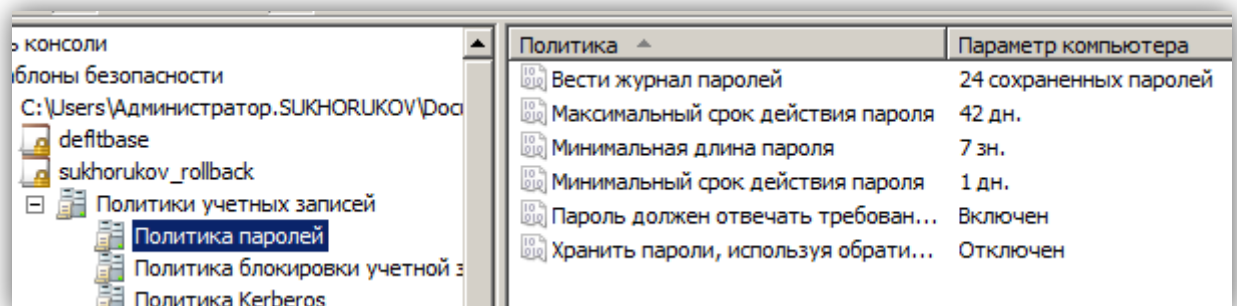 ь консоли
блоны безопасности
C:\Users\Администратор.SUKHORUKOV\Docu
defltbase
sukhorukov_rollback
Политики учетных записей
Политика паролей
Политика блокировки учетной з
Политика Kerberos
Политика Параметр компьютера
Вести журнал паролей 24 сохраненных паролей
Максимальный срок действия пароля 42 дн.
Минимальная длина пароля 7 зн.
Минимальный срок действия пароля 1 дн.
Пароль должен отвечать требован... Включен
Хранить пароли, используя обрати... Отключен